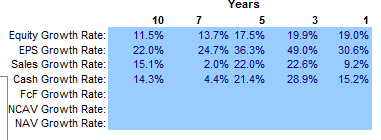 Years
10 7 5 3 1
Equity Growth Rate: 11.5% 13.7% 17.5% 19.9% 19.0%
EPS Growth Rate: 22.0% 24.7% 36.3% 49.0% 30.6%
Sales Growth Rate: 15.1% 2.0% 22.0% 22.6% 9.2%
Cash Growth Rate: 14.3% 4.4% 21.4% 28.9% 15.2%
FcF Growth Rate:
NCAV Growth Rate:
NAV Growth Rate: